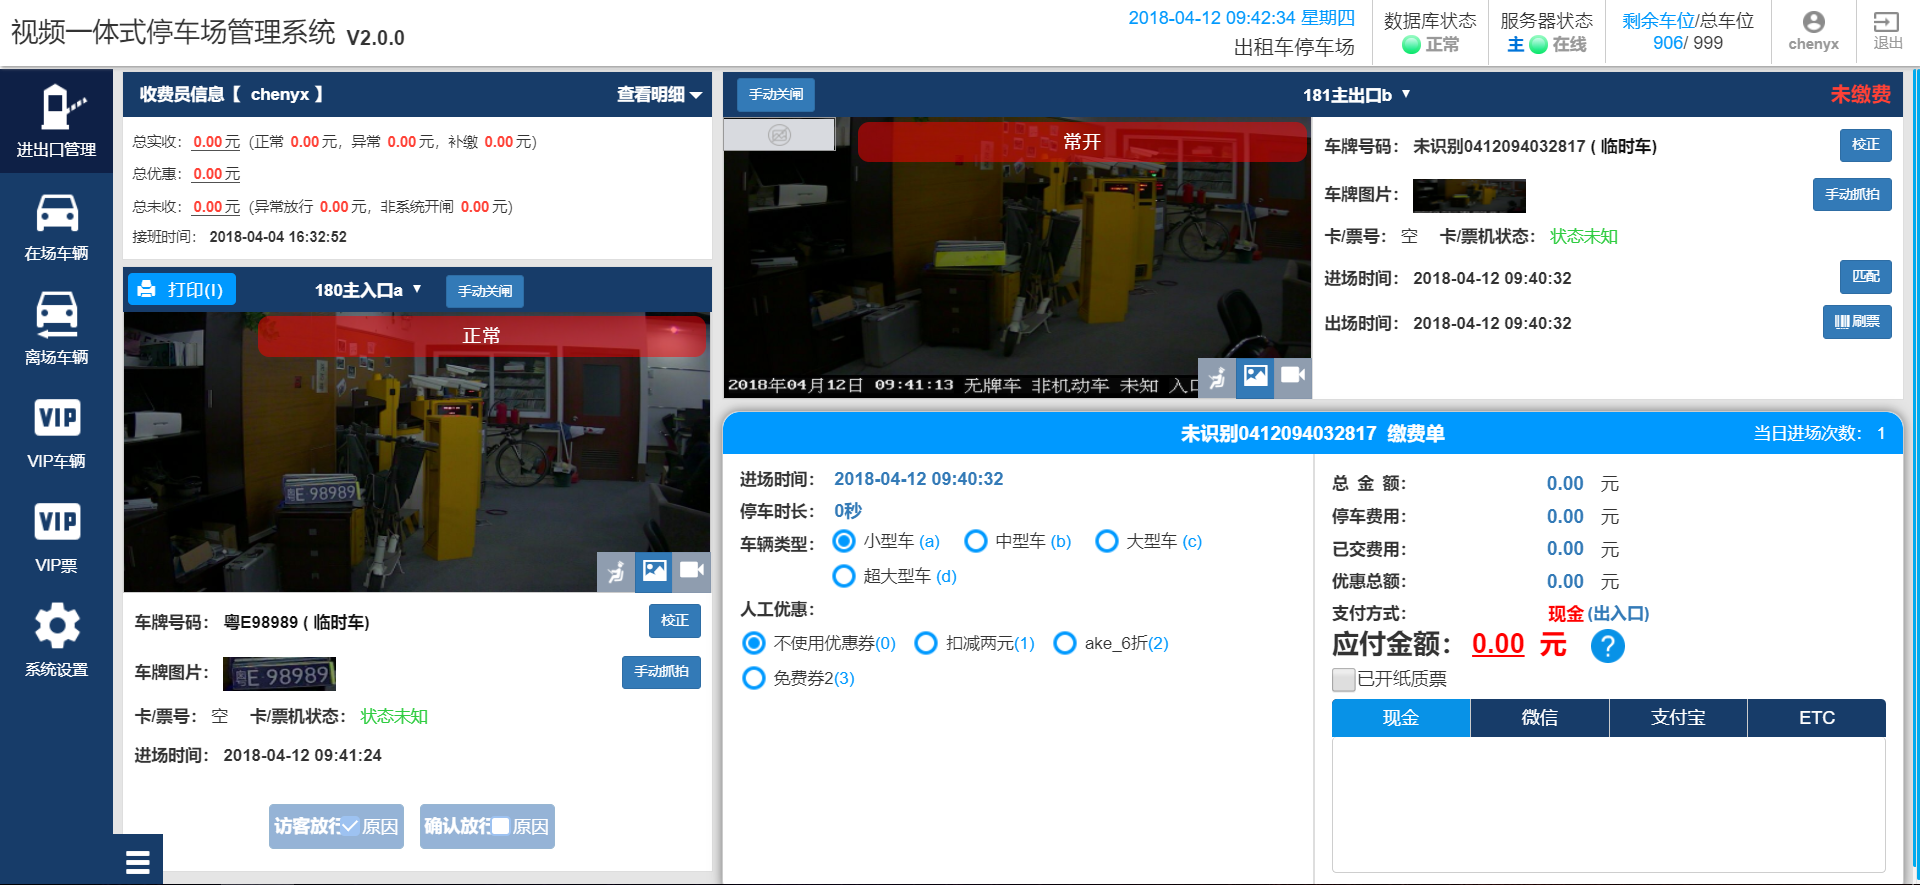 视频一体式停车场管理系统 V2.0.0
2018-04-12 09:42:34 星期四
出租车停车场
数据库状态
正常
服务器状态
主 在线
剩余车位/总车位
906/ 999
chenyx
退出
进出口管理
在场车辆
离场车辆
VIP
VIP车辆
VIP
VIP票
系统设置
收费员信息【 chenyx 】 查看明细
总实收: 0.00元 (正常 0.00元, 异常 0.00元, 补缴 0.00元)
总优惠: 0.00元
总未收: 0.00元 (异常放行 0.00元, 非系统开闸 0.00元)
接班时间: 2018-04-04 16:32:52
打印(I) 180主入口a 手动关闸
正常
粤E 98989
车牌号码: 粤E98989 ( 临时车) 校正
车牌图片: 粤E·98989 手动抓拍
卡/票号: 空 卡/票机状态: 状态未知
进场时间: 2018-04-12 09:41:24
访客放行 原因 确认放行 原因
手动关闸 181主出口b 未缴费
常开
2018年04月12日 09:41:13 无牌车 非机动车 未知 入口
车牌号码: 未识别0412094032817 ( 临时车) 校正
车牌图片: 手动抓拍
卡/票号: 空 卡/票机状态: 状态未知
进场时间: 2018-04-12 09:40:32 匹配
出场时间: 2018-04-12 09:40:32 刷票
未识别0412094032817 缴费单 当日进场次数: 1
进场时间: 2018-04-12 09:40:32
停车时长: 0秒
车辆类型: 小型车 (a) 中型车 (b) 大型车 (c)
超大型车 (d)
人工优惠:
不使用优惠券(0) 扣减两元(1) ake_6折(2)
免费券2(3)
总 金 额: 0.00 元
停车费用: 0.00 元
已交费用: 0.00 元
优惠总额: 0.00 元
支付方式: 现金(出入口)
应付金额: 0.00 元 ?
已开纸质票
现金 微信 支付宝 ETC